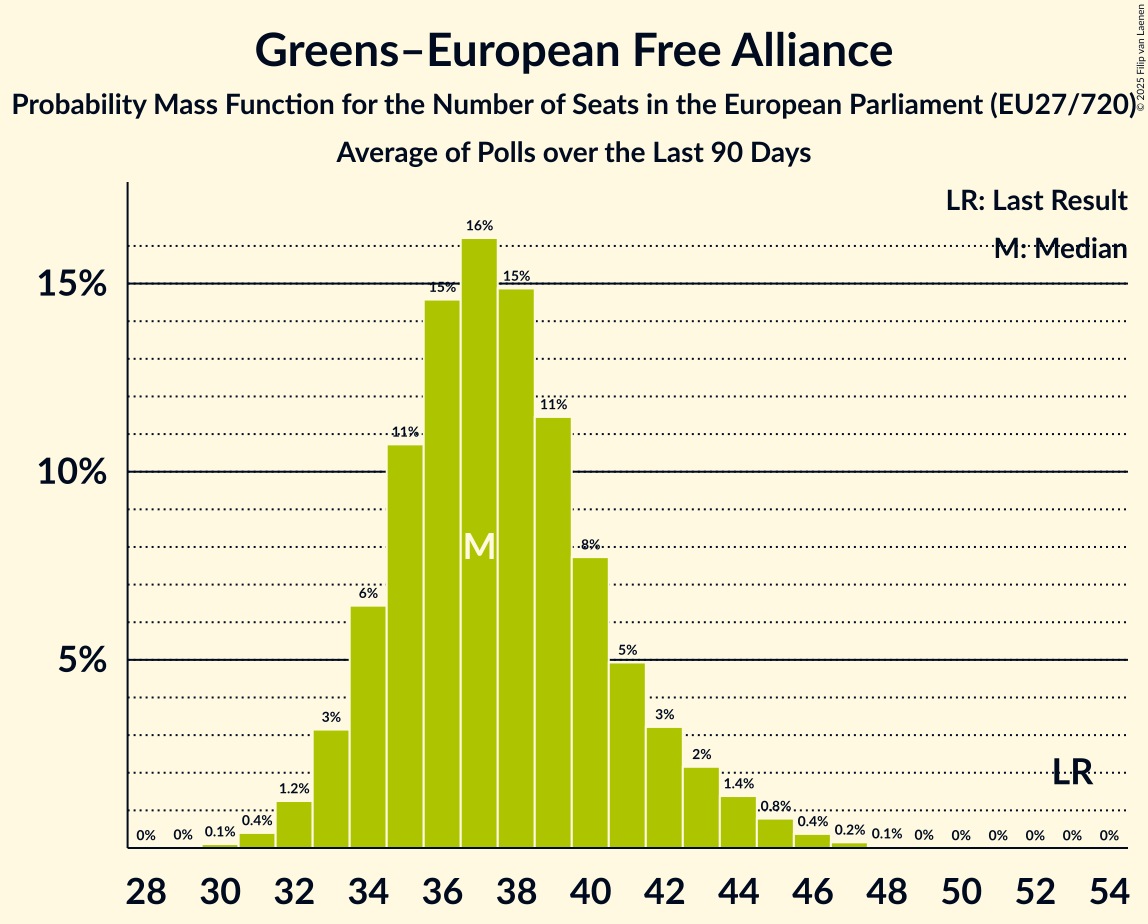 Greens–European Free Alliance
Probability Mass Function for the Number of Seats in the European Parliament (EU27/720)
Average of Polls over the Last 90 Days
© 2025 Filip van Laenen
LR: Last Result
M: Median
15%
10%
5%
0% 0% 0.1% 0.4% 1.2% 3% 6% 11% 15% 16% 15% 11% 8% 5% 3% 2% 1.4% 0.8% 0.4% 0.2% 0.1% 0% 0% 0% 0% 0% 0%
M
LR
28 30 32 34 36 38 40 42 44 46 48 50 52 54